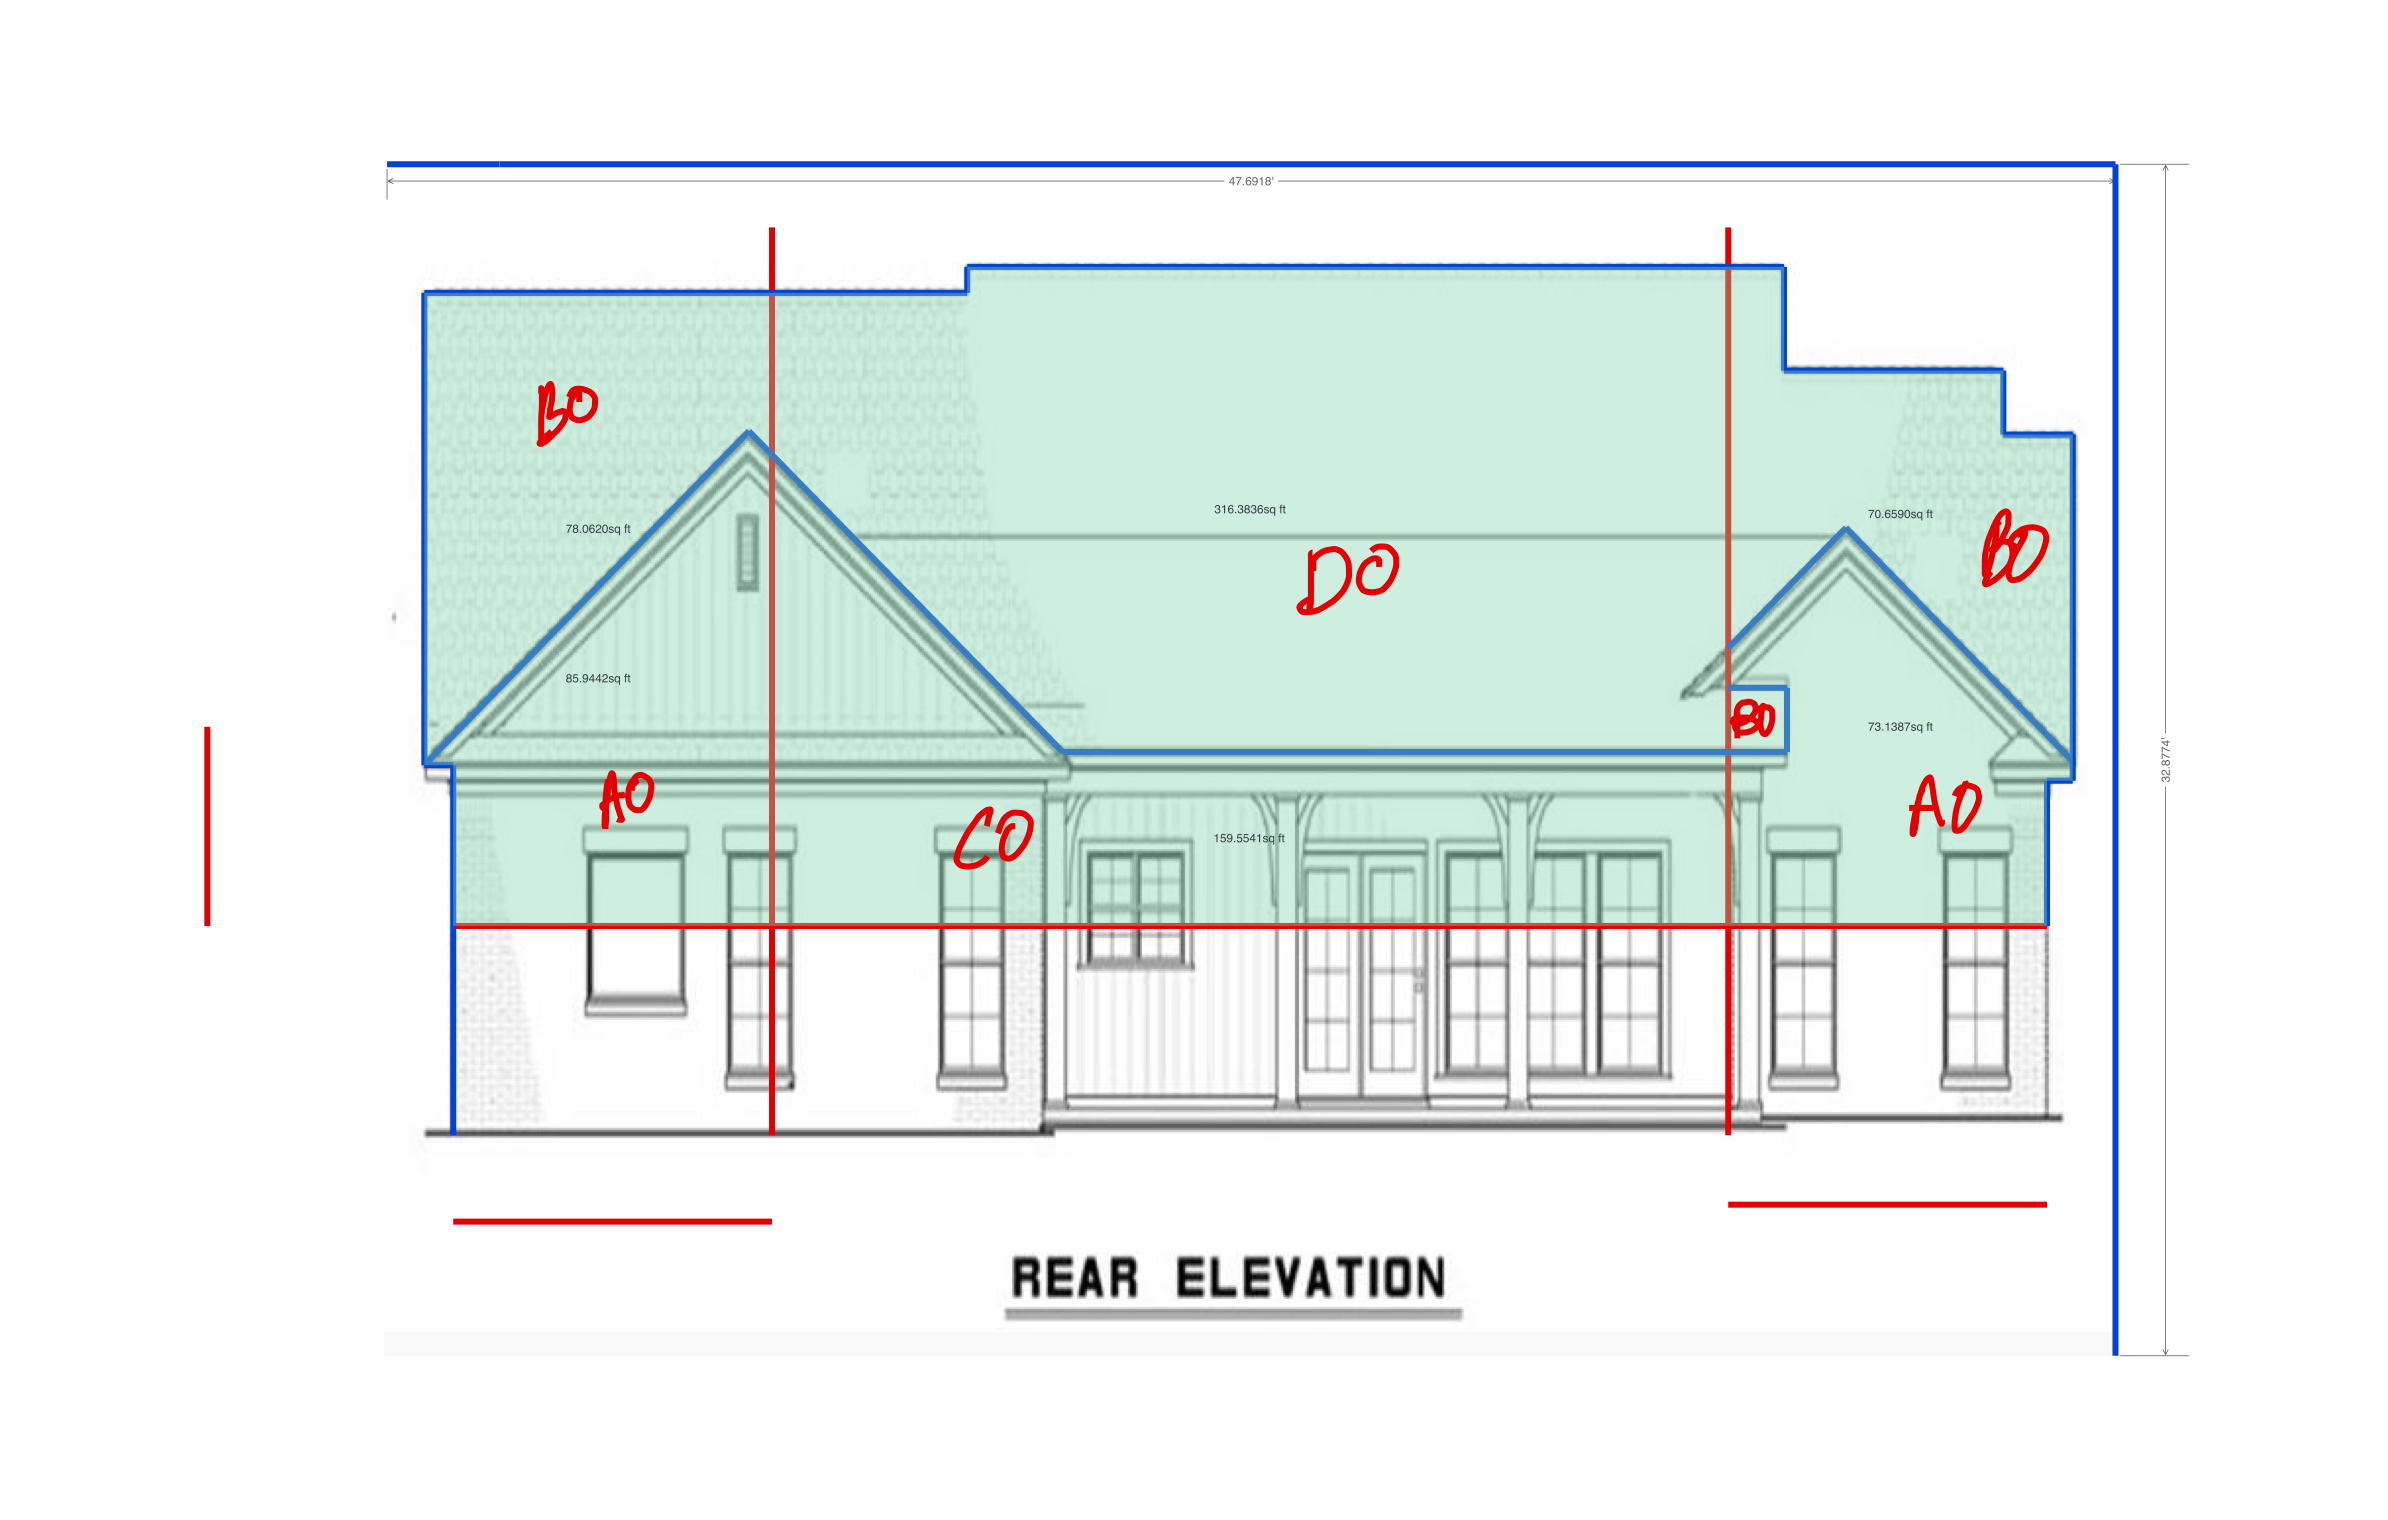 47.6918'
BO
316.3836sq ft
70.6590sq ft
78.0620sq ft
DO
BO
85.9442sq ft
BO
73.1387sq ft
32.8774'
AO
AO
CO
159.5541sq ft
REAR ELEVATION